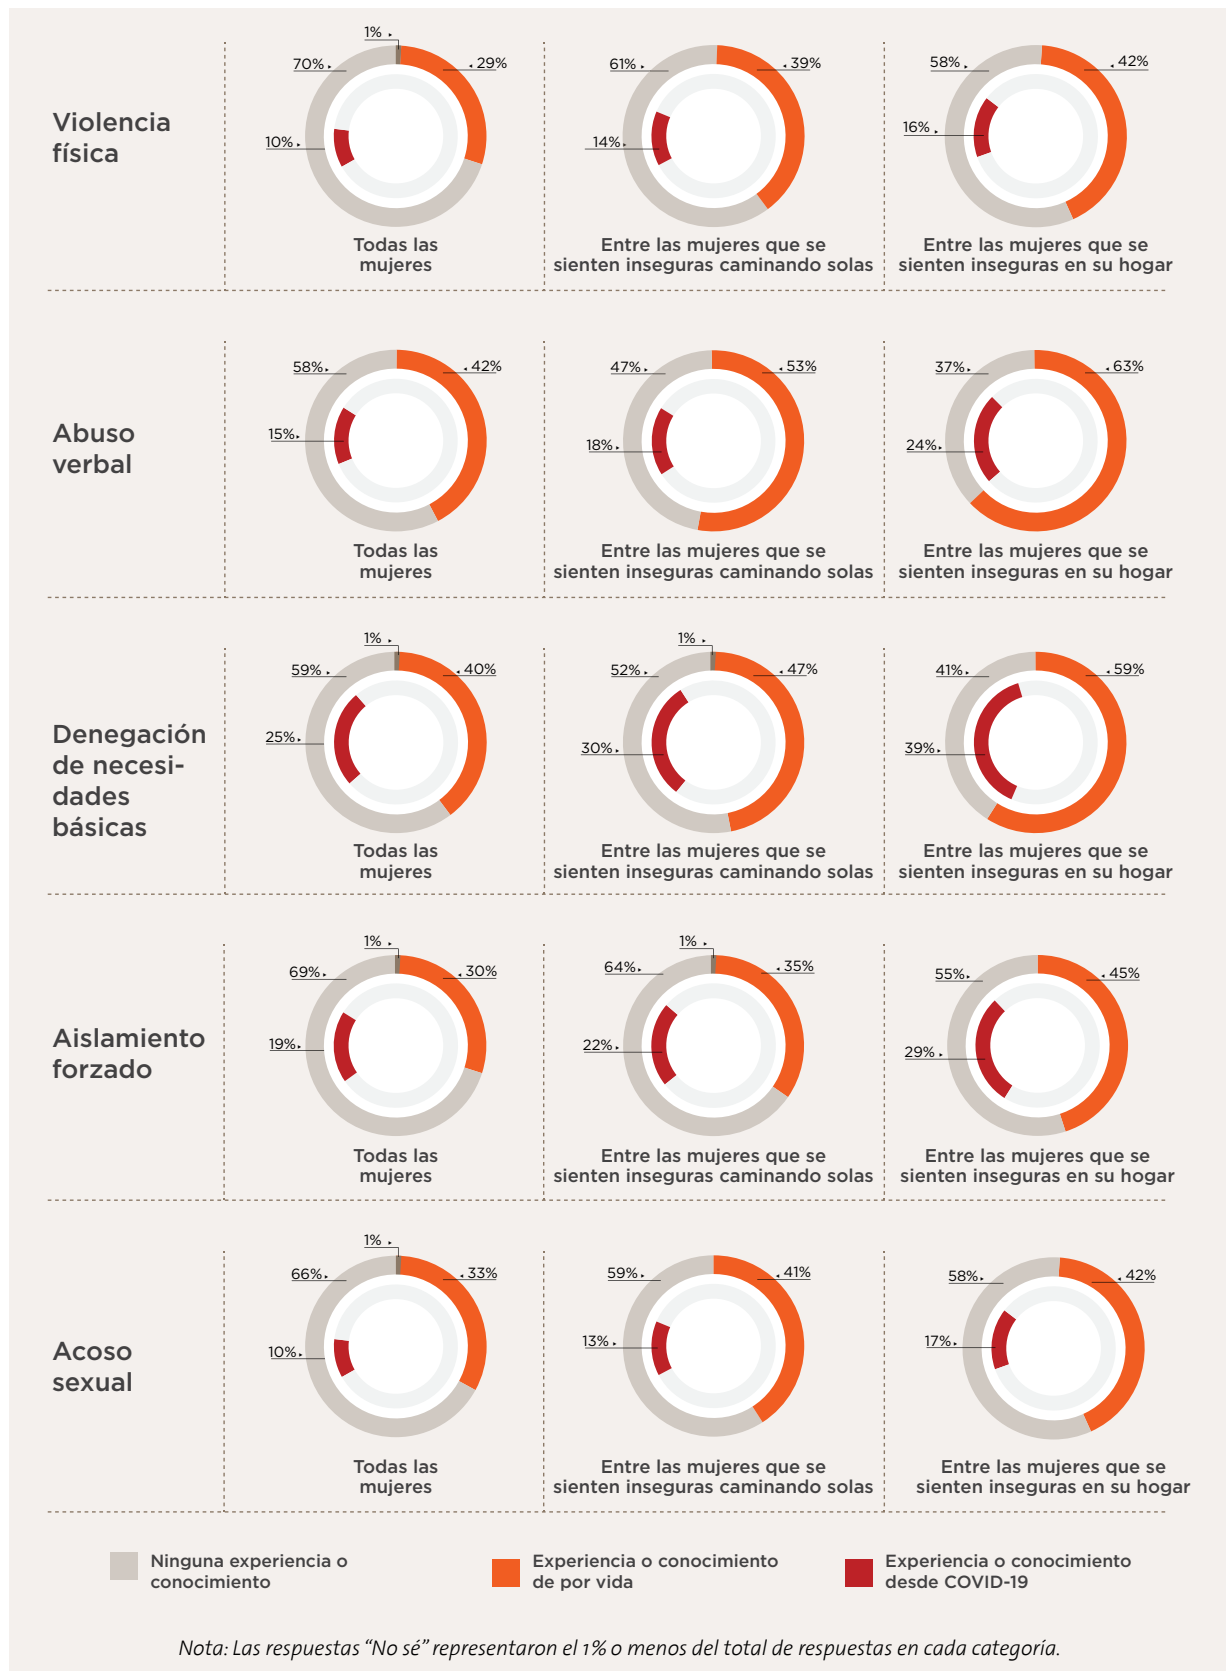 1%
70%
29%
10%
61%
39%
14%
58%
42%
16%
Violencia
física
Todas las
mujeres
Entre las mujeres que se
sienten inseguras caminando solas
Entre las mujeres que se
sienten inseguras en su hogar
58%
42%
15%
47%
53%
18%
37%
63%
24%
Abuso
verbal
Todas las
mujeres
Entre las mujeres que se
sienten inseguras caminando solas
Entre las mujeres que se
sienten inseguras en su hogar
1%
59%
40%
25%
1%
52%
47%
30%
41%
59%
39%
Denegación
de necesi-
dades
básicas
Todas las
mujeres
Entre las mujeres que se
sienten inseguras caminando solas
Entre las mujeres que se
sienten inseguras en su hogar
1%
69%
30%
19%
1%
64%
35%
22%
55%
45%
29%
Aislamiento
forzado
Todas las
mujeres
Entre las mujeres que se
sienten inseguras caminando solas
Entre las mujeres que se
sienten inseguras en su hogar
1%
66%
33%
10%
59%
41%
13%
58%
42%
17%
Acoso
sexual
Todas las
mujeres
Entre las mujeres que se
sienten inseguras caminando solas
Entre las mujeres que se
sienten inseguras en su hogar
Ninguna experiencia o
conocimiento
Experiencia o conocimiento
de por vida
Experiencia o conocimiento
desde COVID-19
Nota: Las respuestas “No sé” representaron el 1% o menos del total de respuestas en cada categoría.